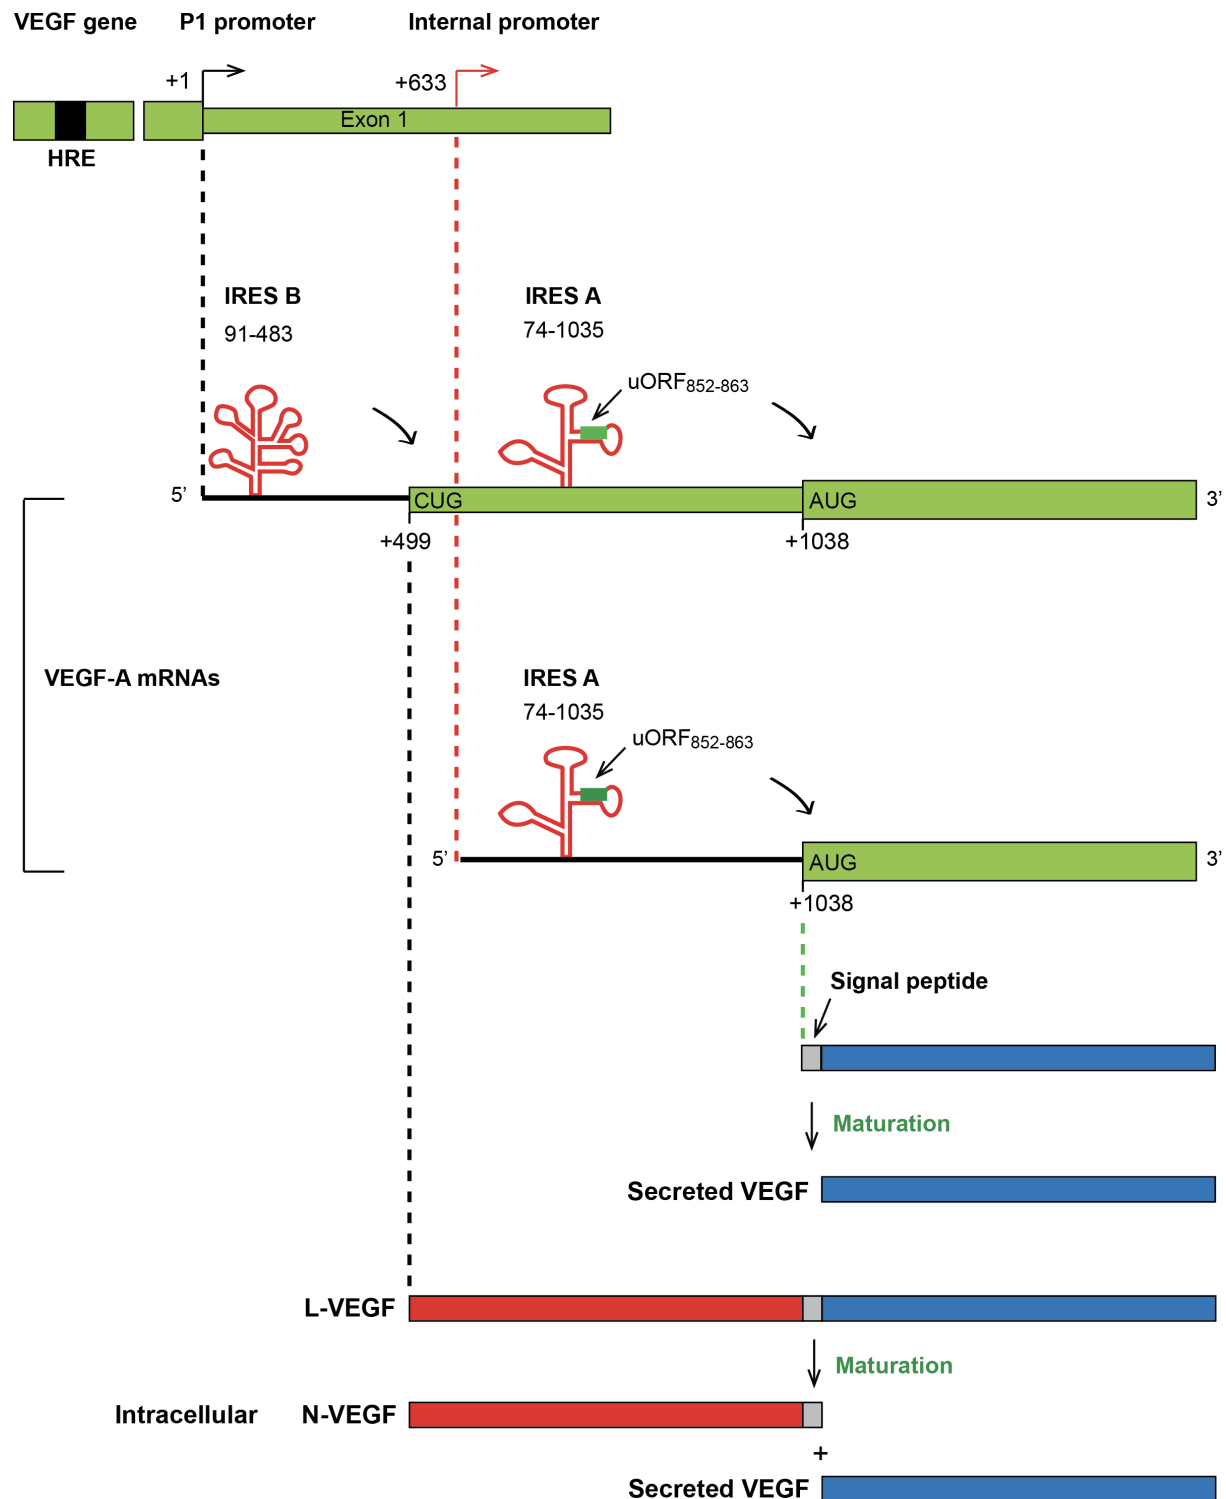 VEGF gene P1 promoter Internal promoter
+1 +633
Exon 1
HRE
IRES B IRES A
91-483 74-1035
uORF852-863
5’ CUG AUG 3’
+499 +1038
VEGF-A mRNAs
IRES A
74-1035
uORF852-863
5’ AUG 3’
+1038
Signal peptide
Maturation
Secreted VEGF
L-VEGF
Maturation
Intracellular N-VEGF
+
Secreted VEGF